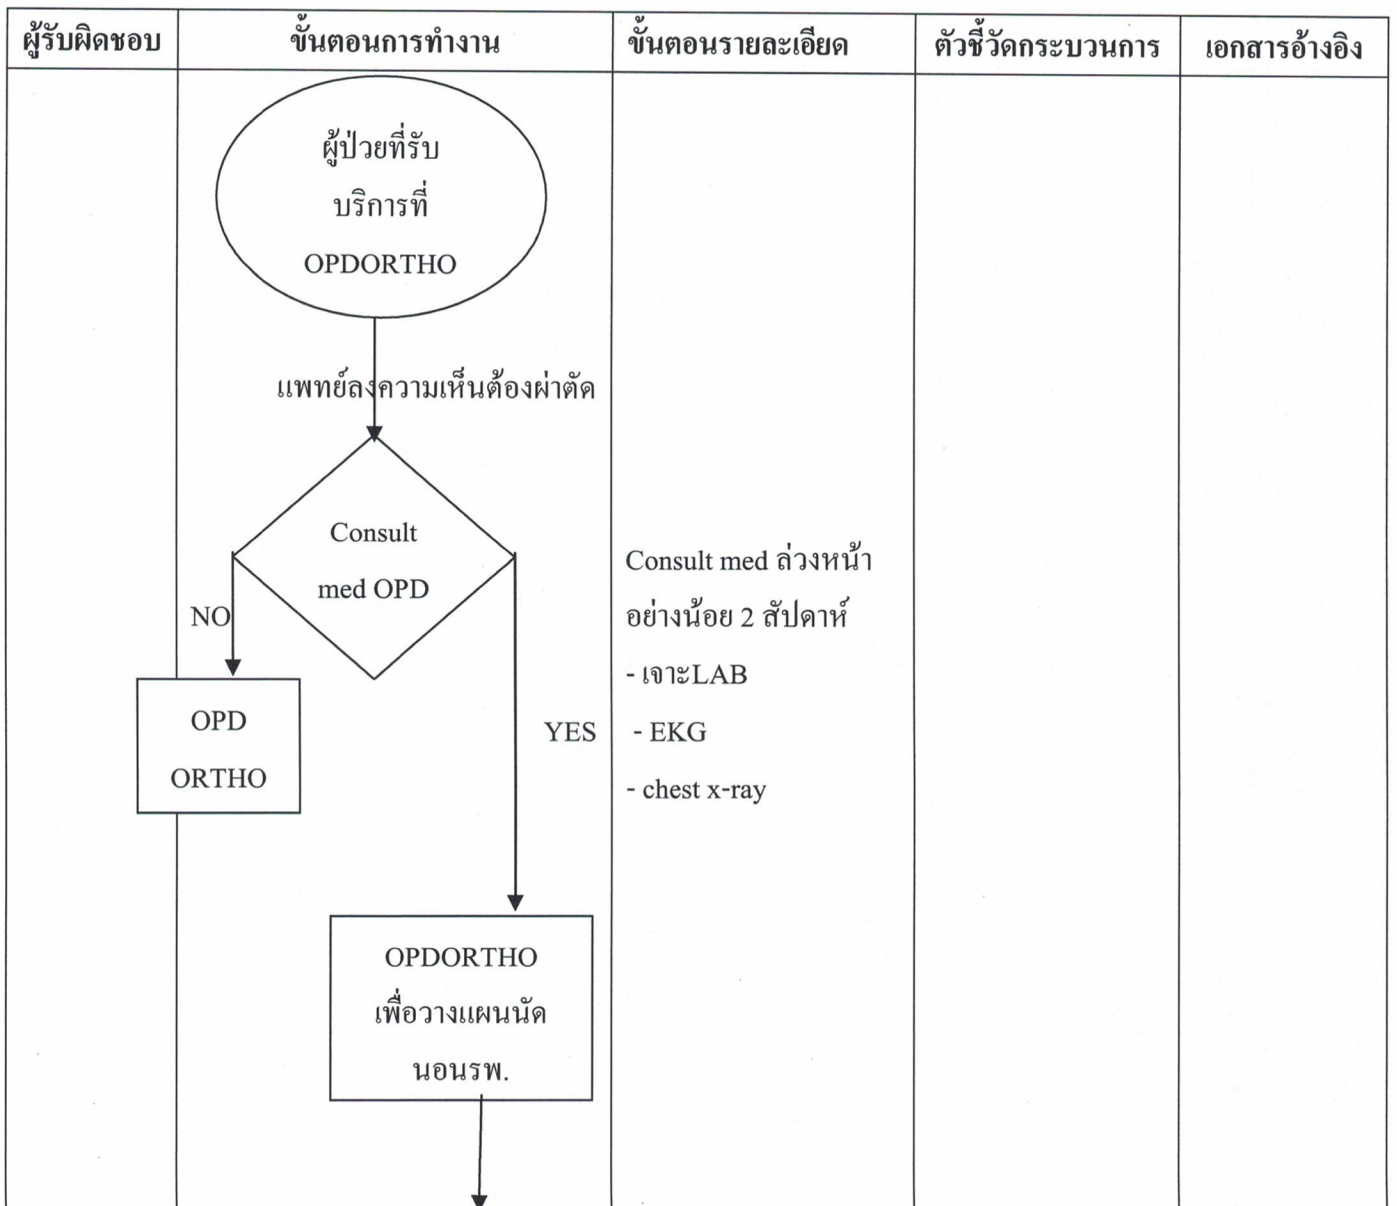 ผู้รับผิดชอบ ขั้นตอนการทำงาน ขั้นตอนรายละเอียด ตัวชี้วัดกระบวนการ เอกสารอ้างอิง
ผู้ป่วยที่รับ
บริการที่
OPDORTHO
แพทย์ลงความเห็นต้องผ่าตัด
Consult
med OPD
NO
OPD
ORTHO
YES
Consult med ล่วงหน้า
อย่างน้อย 2 สัปดาห์
- เจาะLAB
- EKG
- chest x-ray
OPDORTHO
เพื่อวางแผนนัด
นอนรพ.